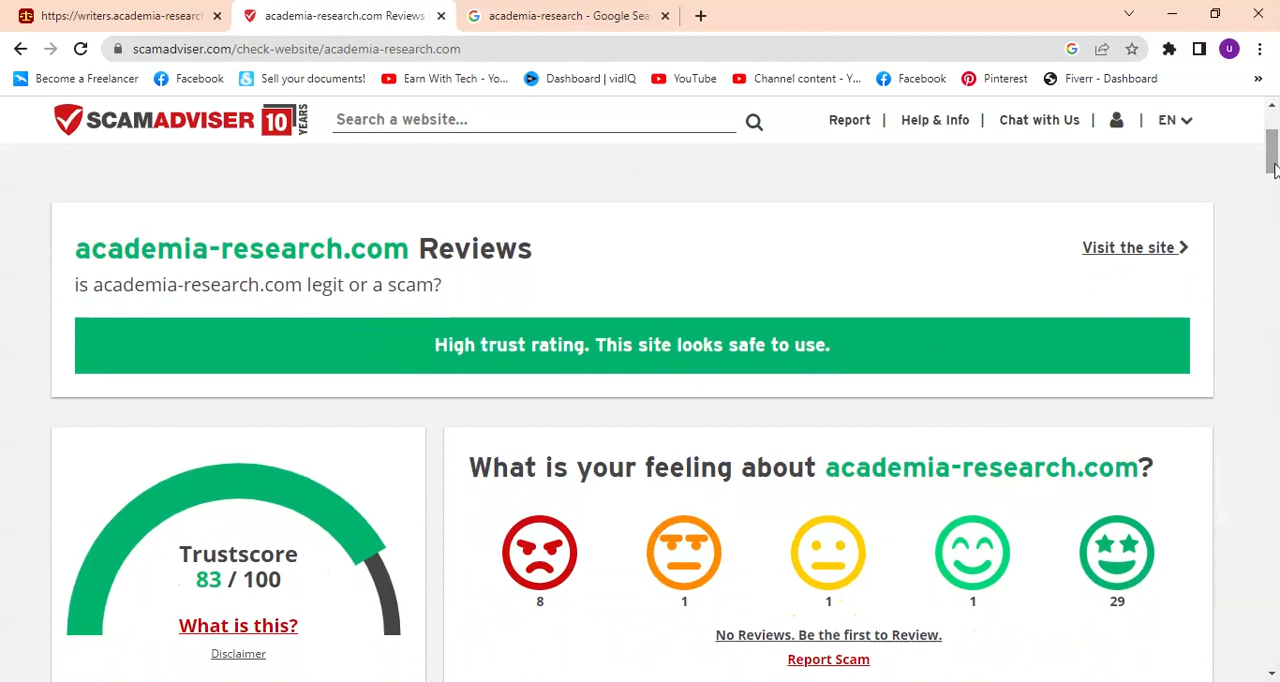 https://writers.academia-research
academia-research.com Reviews
academia-research - Google Sea
scamadviser.com/check-website/academia-research.com
U
Become a Freelancer
Facebook
Sell your documents!
Earn With Tech - Yo...
Dashboard | vidIQ
YouTube
Channel content - Y...
Facebook
Pinterest
Fiverr - Dashboard
»
SCAMADVISER 10 YEARS
Search a website...
Report | Help & Info | Chat with Us | | EN
academia-research.com Reviews
Visit the site
is academia-research.com legit or a scam?
High trust rating. This site looks safe to use.
Trustscore
83 / 100
What is this?
Disclaimer
What is your feeling about academia-research.com?
8 1 1 1 29
No Reviews. Be the first to Review.
Report Scam